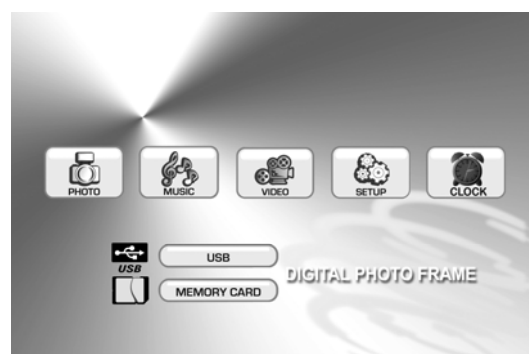 PHOTO MUSIC VIDEO SETUP CLOCK
USB USB
DIGITAL PHOTO FRAME
MEMORY CARD